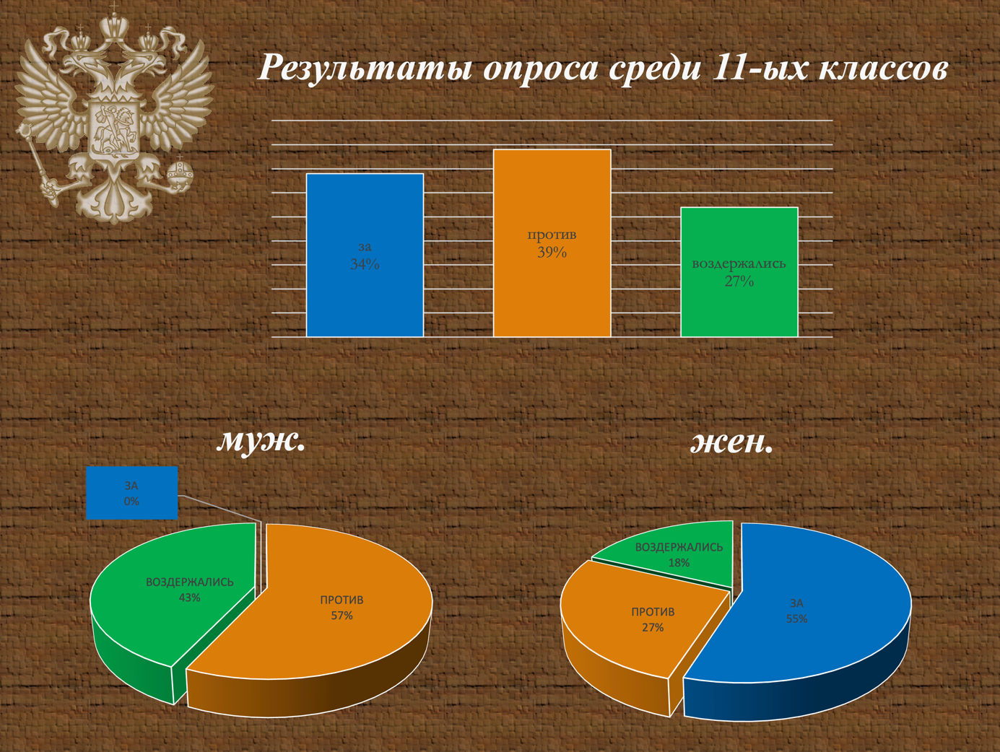 Результаты опроса среди 11-ых классов
за
34%
против
39%
воздержались
27%
муж.
жен.
ЗА
0%
ВОЗДЕРЖАЛИСЬ
43%
ПРОТИВ
57%
ВОЗДЕРЖАЛИСЬ
18%
ПРОТИВ
27%
ЗА
55%